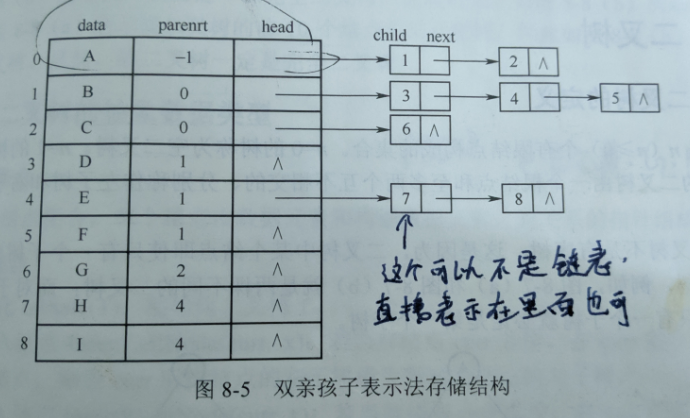 data parenrt head
child next
0 A -1 1 2 ∧
1 B 0 3 4 5 ∧
2 C 0 6 ∧
3 D 1 ∧
4 E 1 7 8 ∧
5 F 1 ∧
6 G 2 ∧
7 H 4 ∧
8 I 4 ∧
这个可以不是链表,
直接表示在里面也可
图 8-5 双亲孩子表示法存储结构